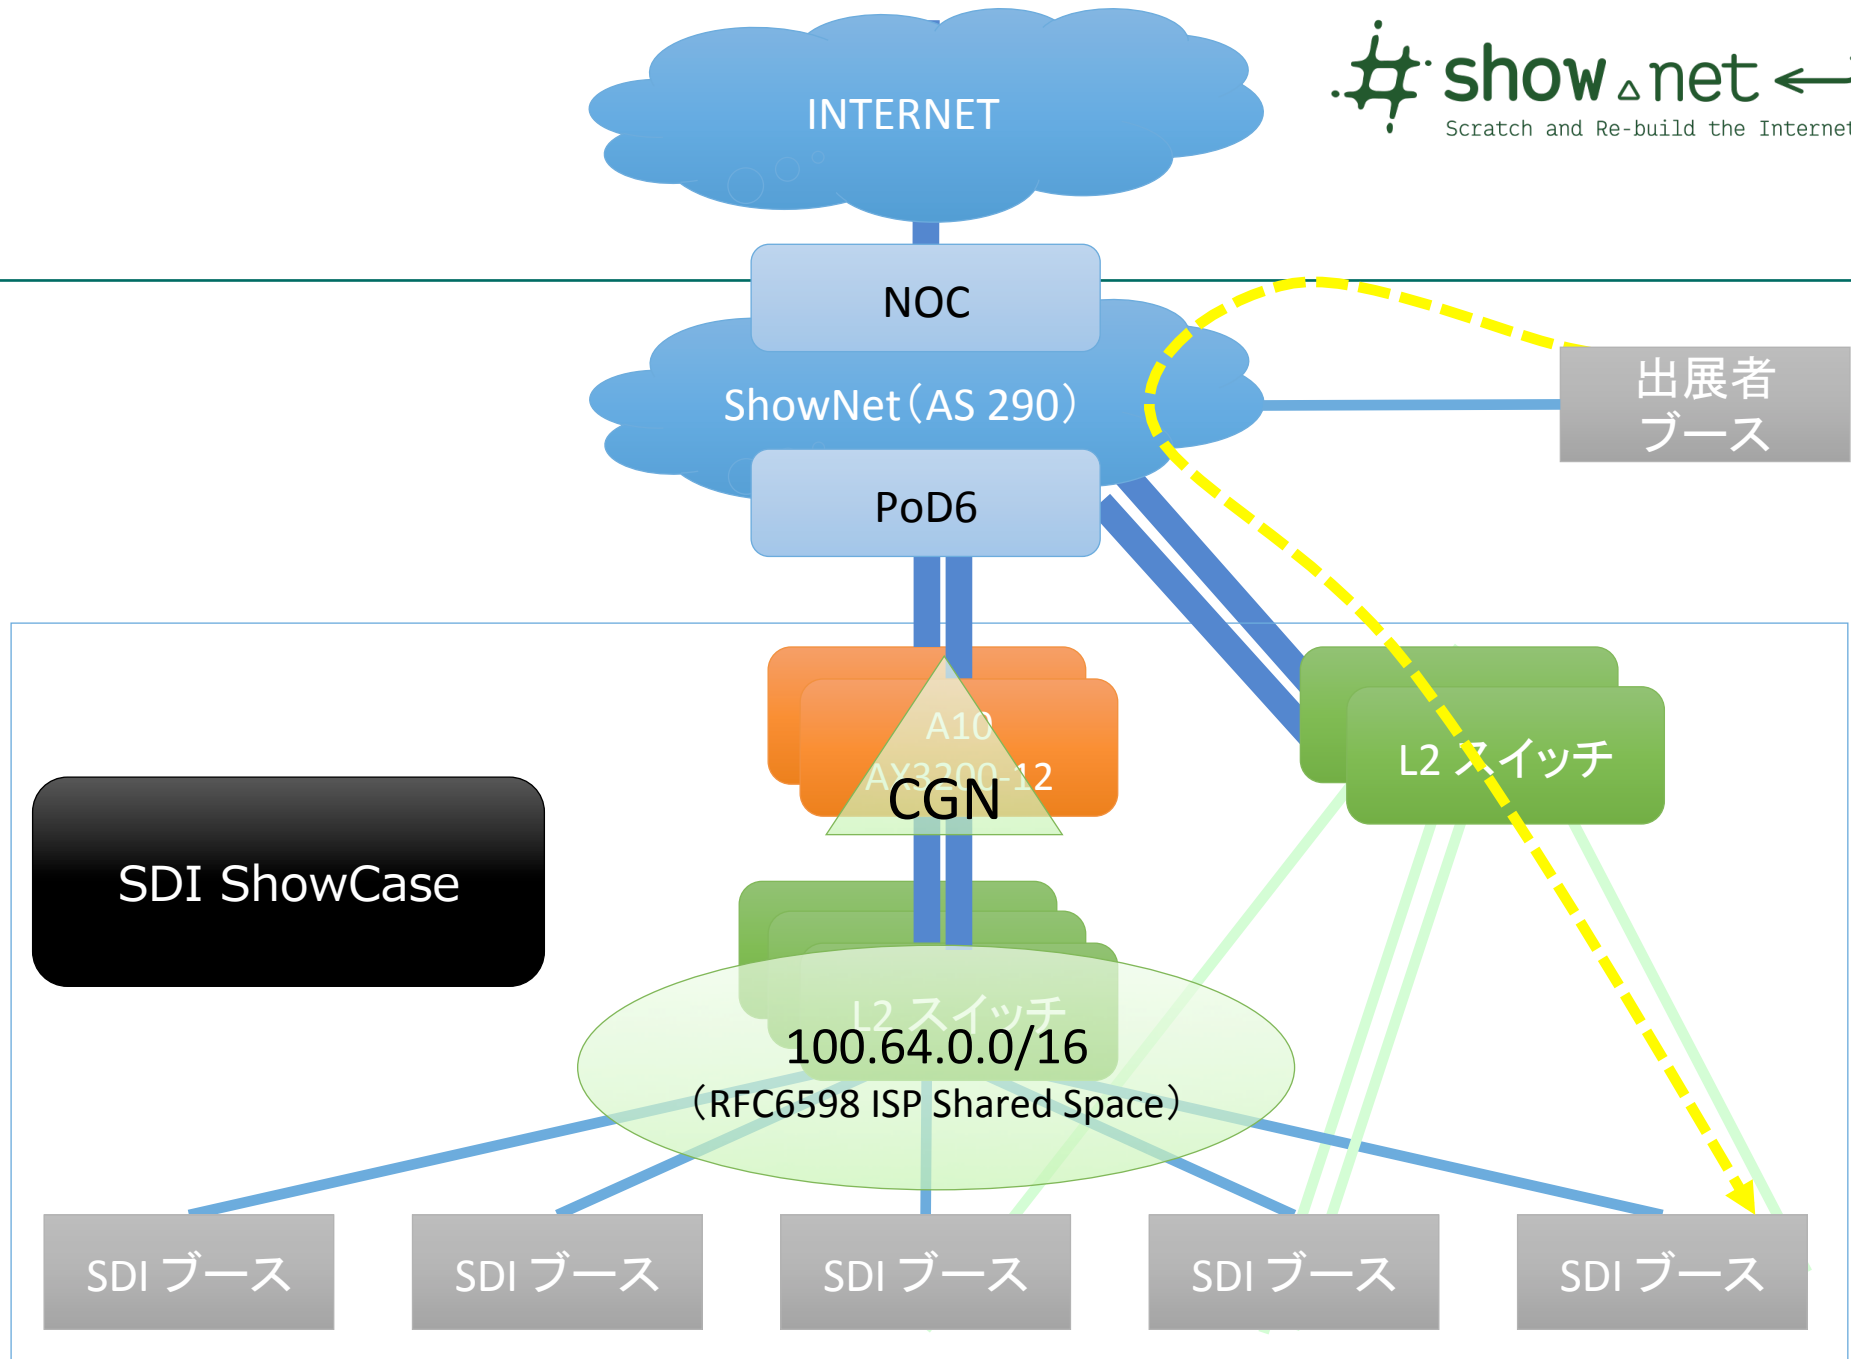 INTERNET
show net
Scratch and Re-build the Internet
NOC
ShowNet（AS 290）
出展者
ブース
PoD6
A10
AX3200-12
CGN
L2 スイッチ
SDI ShowCase
L2 スイッチ
100.64.0.0/16
（RFC6598 ISP Shared Space）
SDI ブース
SDI ブース
SDI ブース
SDI ブース
SDI ブース